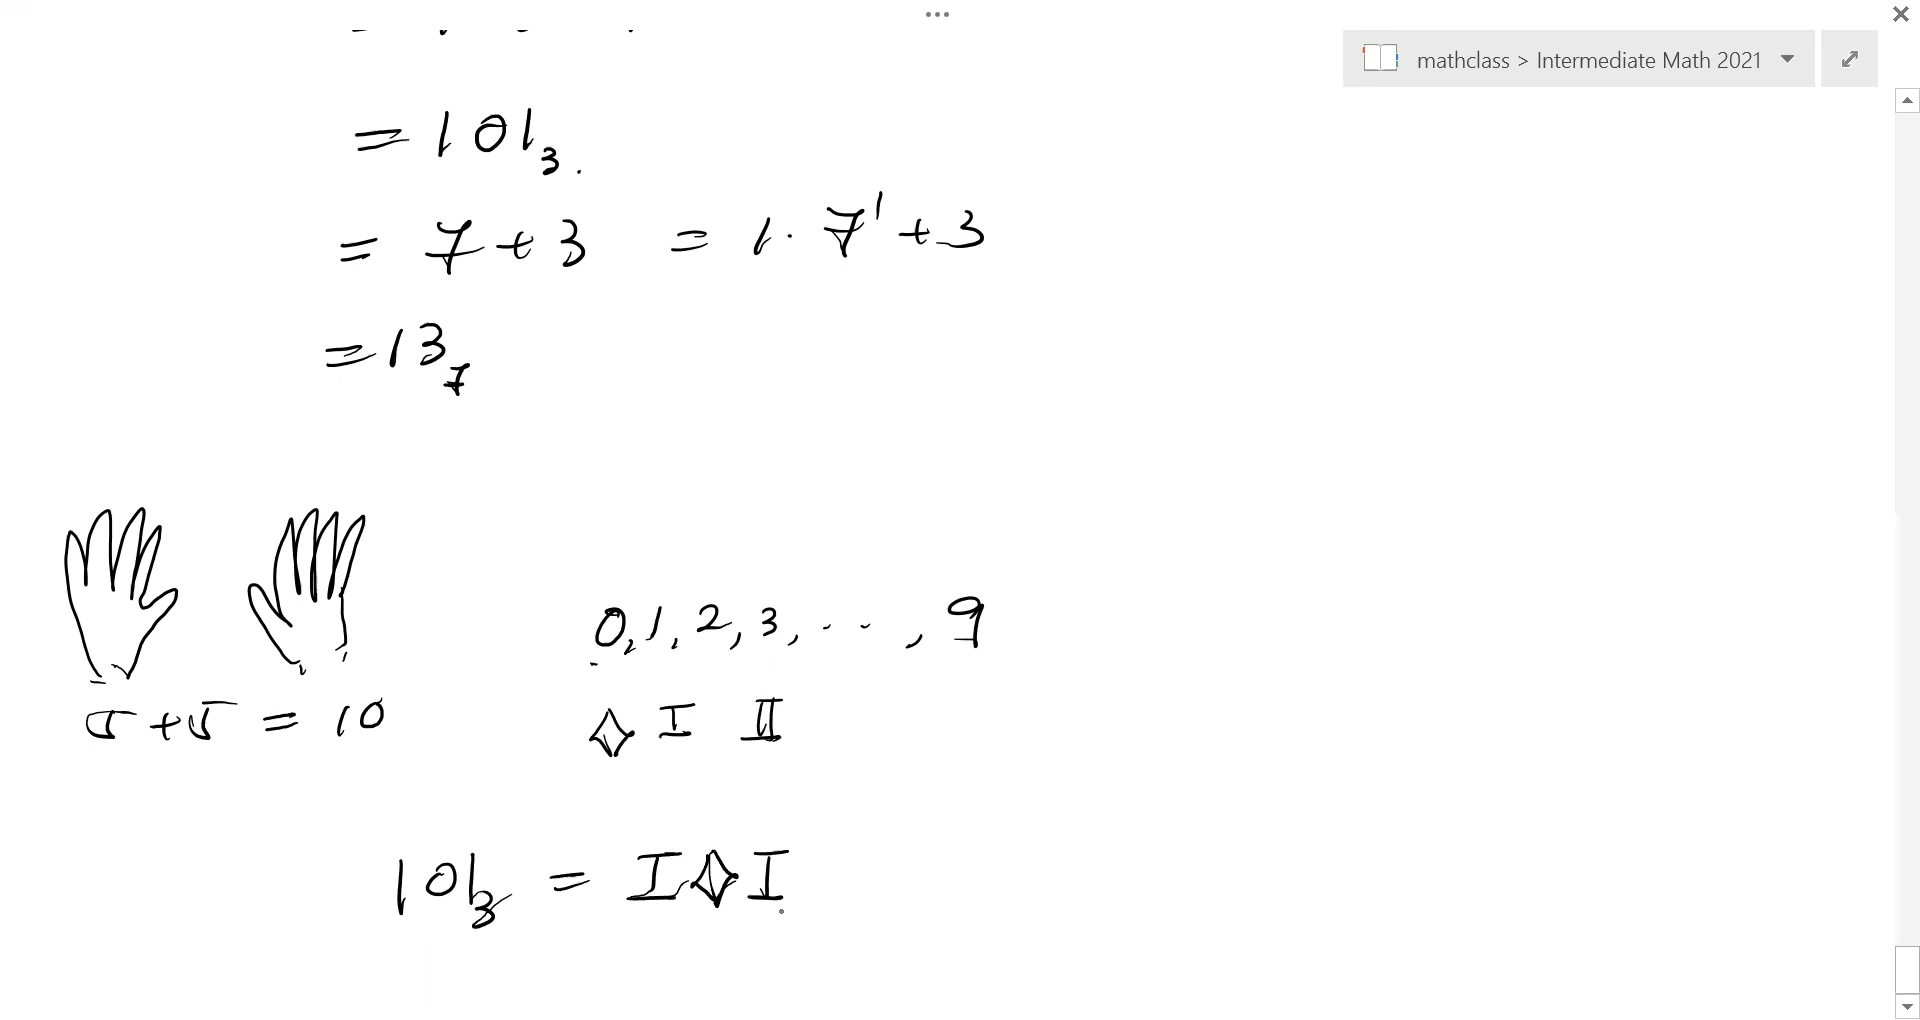 mathclass > Intermediate Math 2021
= 101₃.
= 7 + 3 = 1 · 7¹ + 3
= 13₇
0, 1, 2, 3, ..., 9
5 + 5 = 10
I II
101₃ = I◇I